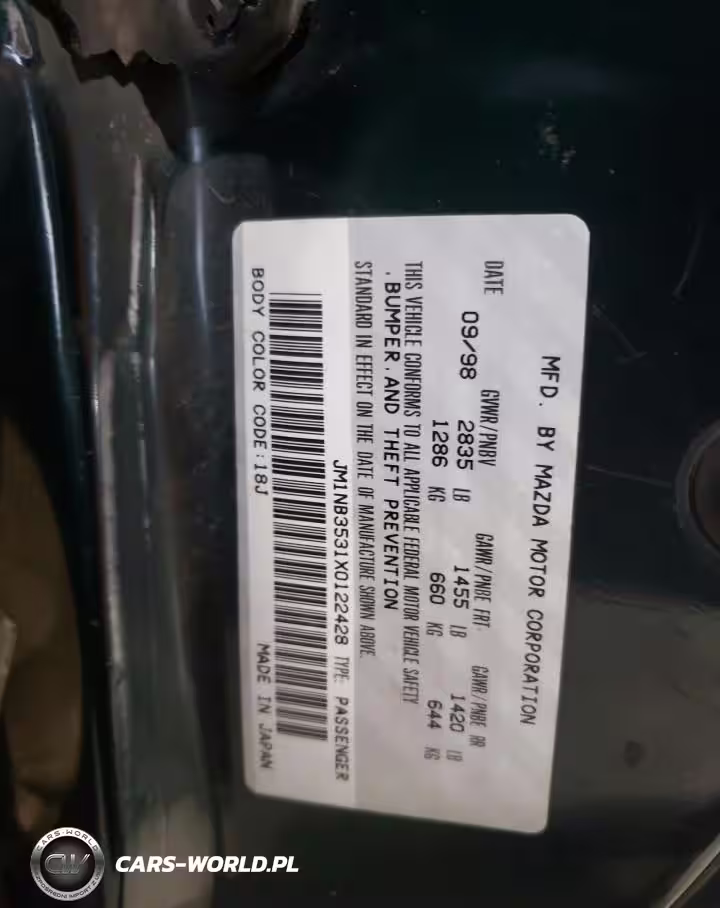 MFD. BY MAZDA MOTOR CORPORATION
DATE GVWR/PNBV GAWR/PNBE FRT. GAWR/PNBE RR
09/98 2835 LB 1455 LB 1420 LB
1286 KG 660 KG 644 KG
THIS VEHICLE CONFORMS TO ALL APPLICABLE FEDERAL MOTOR VEHICLE SAFETY
, BUMPER, AND THEFT PREVENTION
STANDARD IN EFFECT ON THE DATE OF MANUFACTURE SHOWN ABOVE.
JM1NB3531X0122428 TYPE: PASSENGER
BODY COLOR CODE:18J MADE IN JAPAN
CARS-WORLD
CW
CARS-WORLD.PL